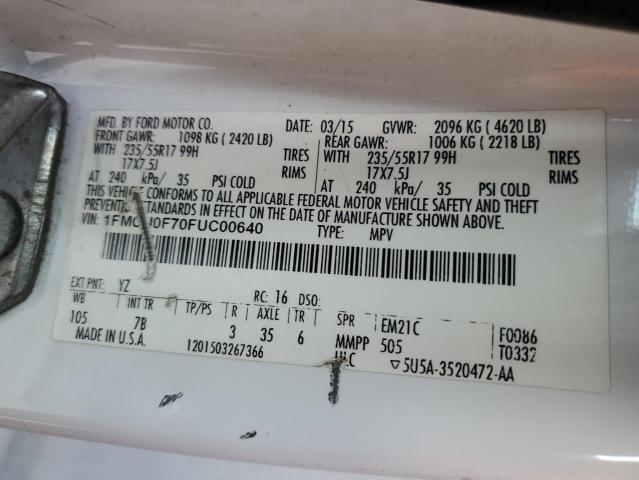 MFD. BY FORD MOTOR CO. DATE: 03/15 GVWR: 2096 KG ( 4620 LB)
FRONT GAWR: 1098 KG ( 2420 LB) REAR GAWR: 1006 KG ( 2218 LB)
WITH 235/55R17 99H TIRES WITH 235/55R17 99H TIRES
17X7.5J RIMS 17X7.5J RIMS
AT 240 kPa/ 35 PSI COLD AT 240 kPa/ 35 PSI COLD
THIS VEHICLE CONFORMS TO ALL APPLICABLE FEDERAL MOTOR VEHICLE SAFETY AND THEFT
PREVENTION STANDARDS IN EFFECT ON THE DATE OF MANUFACTURE SHOWN ABOVE.
VIN: TYPE: MPV
EXT PNT: YZ RC: 16 DSO:
WB INT TR TP/PS R AXLE TR SPR EM21C F0086
105 7B 3 35 6 MMPP 505 T0332
MADE IN U.S.A. 1201503267366 ▽5U5A-3520472-AA